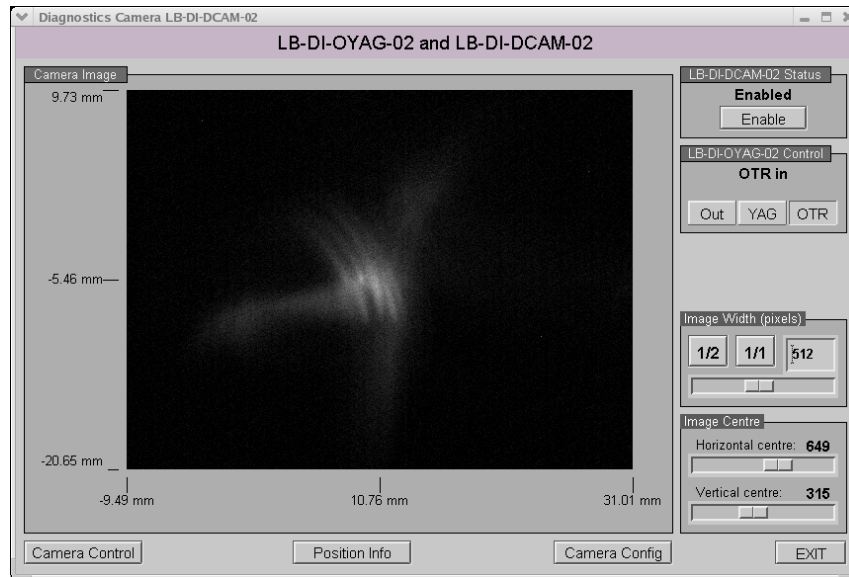 Diagnostics Camera LB-DI-DCAM-02
LB-DI-OYAG-02 and LB-DI-DCAM-02
Camera Image
9.73 mm
-5.46 mm
-20.65 mm
-9.49 mm
10.76 mm
31.01 mm
LB-DI-DCAM-02 Status
Enabled
Enable
LB-DI-OYAG-02 Control
OTR in
Out YAG OTR
Image Width (pixels)
1/2 1/1 512
Image Centre
Horizontal centre: 649
Vertical centre: 315
Camera Control Position Info Camera Config EXIT